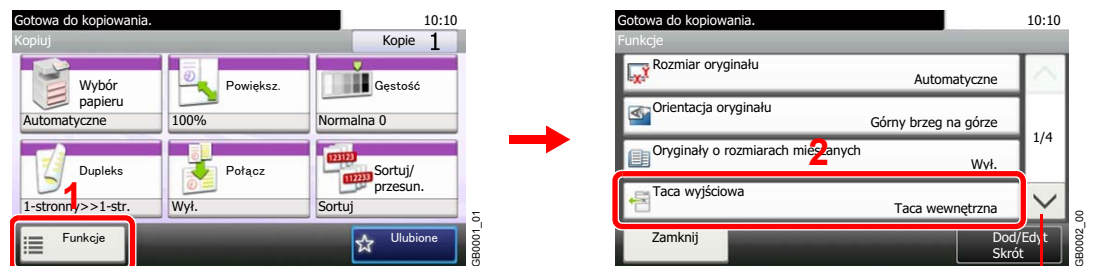 Gotowa do kopiowania. 10:10
Kopiuj Kopie 1
Wybór
papieru
Automatyczne
Powiększ.
100%
Gęstość
Normalna 0
Dupleks
1-stronny>>1-str.
Połącz
Wył.
123123
112233
Sortuj/
przesun.
Sortuj
1
Funkcje
Ulubione
GB0001_01
Gotowa do kopiowania. 10:10
Funkcje
Rozmiar oryginału
Automatyczne
Orientacja oryginału
Górny brzeg na górze
Oryginały o rozmiarach mieszanych
Wył.
2
Taca wyjściowa
Taca wewnętrzna
1/4
Zamknij
Dod/Edyt
Skrót
GB0002_00